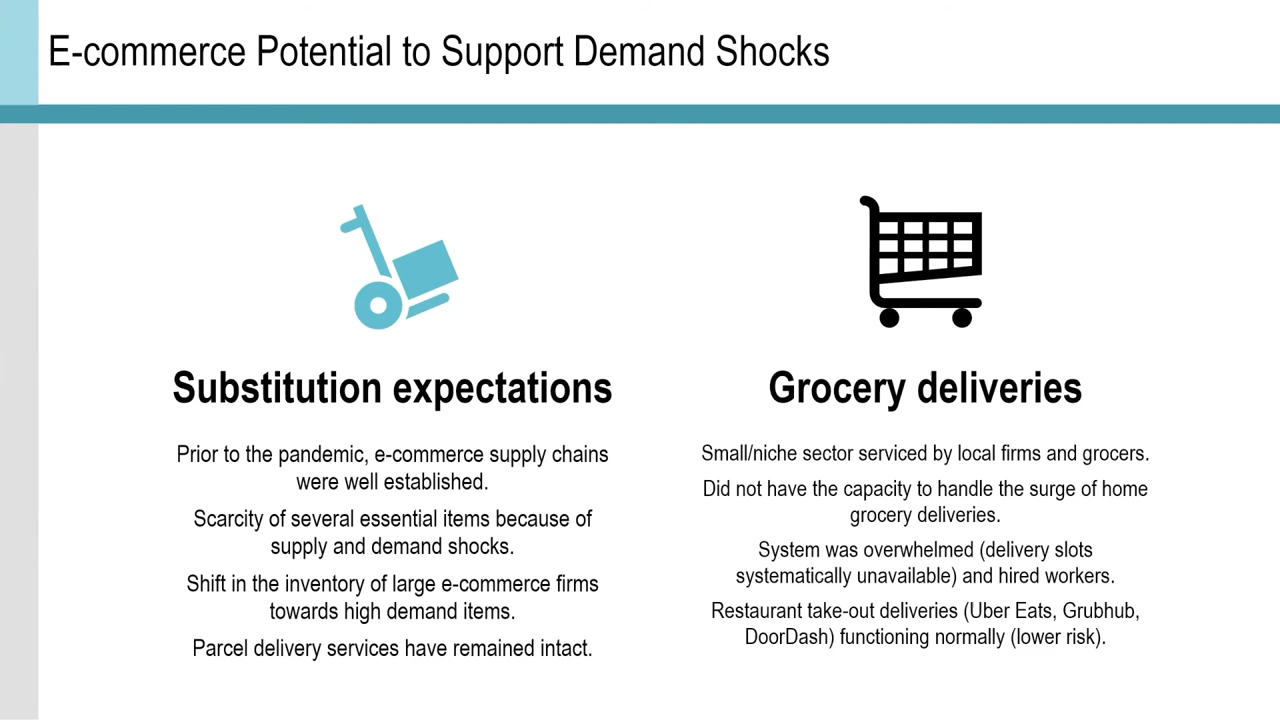 E-commerce Potential to Support Demand Shocks
Substitution expectations
Prior to the pandemic, e-commerce supply chains
were well established.
Scarcity of several essential items because of
supply and demand shocks.
Shift in the inventory of large e-commerce firms
towards high demand items.
Parcel delivery services have remained intact.
Grocery deliveries
Small/niche sector serviced by local firms and grocers.
Did not have the capacity to handle the surge of home
grocery deliveries.
System was overwhelmed (delivery slots
systematically unavailable) and hired workers.
Restaurant take-out deliveries (Uber Eats, Grubhub,
DoorDash) functioning normally (lower risk).